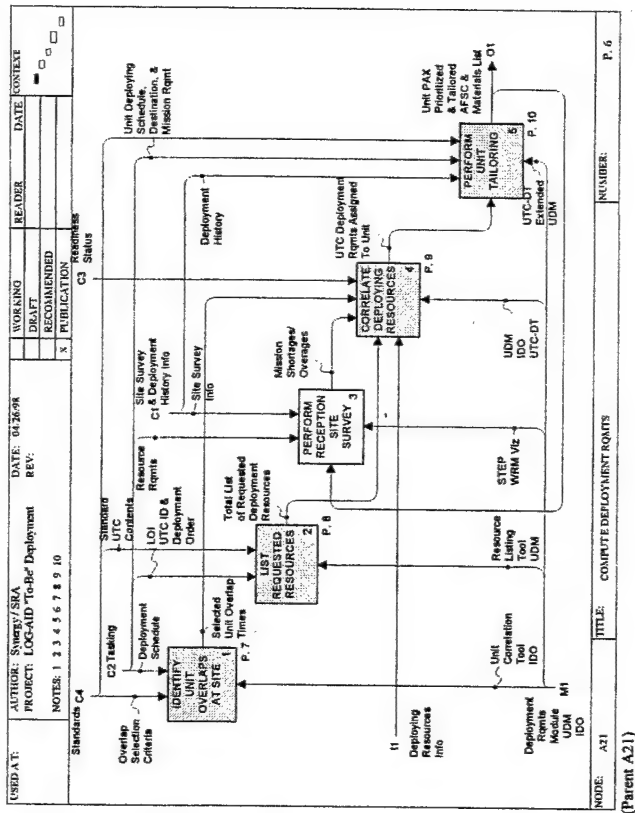 USED AT:
AUTHOR: Synergy/SRA
PROJECT: LOG-AID "To-Be" Deployment
NOTES: 1 2 3 4 5 6 7 8 9 10
DATE: 04/26/98
REV:
WORKING
DRAFT
RECOMMENDED
x PUBLICATION
READER
DATE
CONTEXT
Standards C4
C2 Tasking
Overlap
Selection
Criteria
Deployment
Schedule
Standard
UTC
Contents
LOI
UTC ID &
Deployment
Order
Resource
Rqmts
Site Survey
C1 & Deployment
History Info
Site Survey
Info
C3
Readiness
Status
Deployment
History
Unit Deploying
Schedule,
Destination, &
Mission Rqmt
IDENTIFY
UNIT
OVERLAPS
AT SITE
1
P. 7
Selected
Unit Overlap
Times
LIST
REQUESTED
RESOURCES
2
P. 8
Total List
of Requested
Deployment
Resources
PERFORM
RECEPTION
SITE
SURVEY
3
Mission
Shortages/
Overages
CORRELATE
DEPLOYING
RESOURCES
4
P. 9
UTC Deployment
Rqmts Assigned
To Unit
PERFORM
UNIT
TAILORING
5
P. 10
Unit PAX
Prioritized
& Tailored
AFSC &
Materials List
O1
I1
Deploying
Resources
Info
Unit
Correlation
Tool
IDO
Resource
Listing
Tool
UDM
STEP
WRM Viz
UDM
IDO
UTC-DT
UTC-DT
Extended
UDM
M1
Deployment
Rqmts
Module
UDM
IDO
NODE: A21
TITLE: COMPUTE DEPLOYMENT RQMTS
NUMBER:
P. 6
(Parent A21)